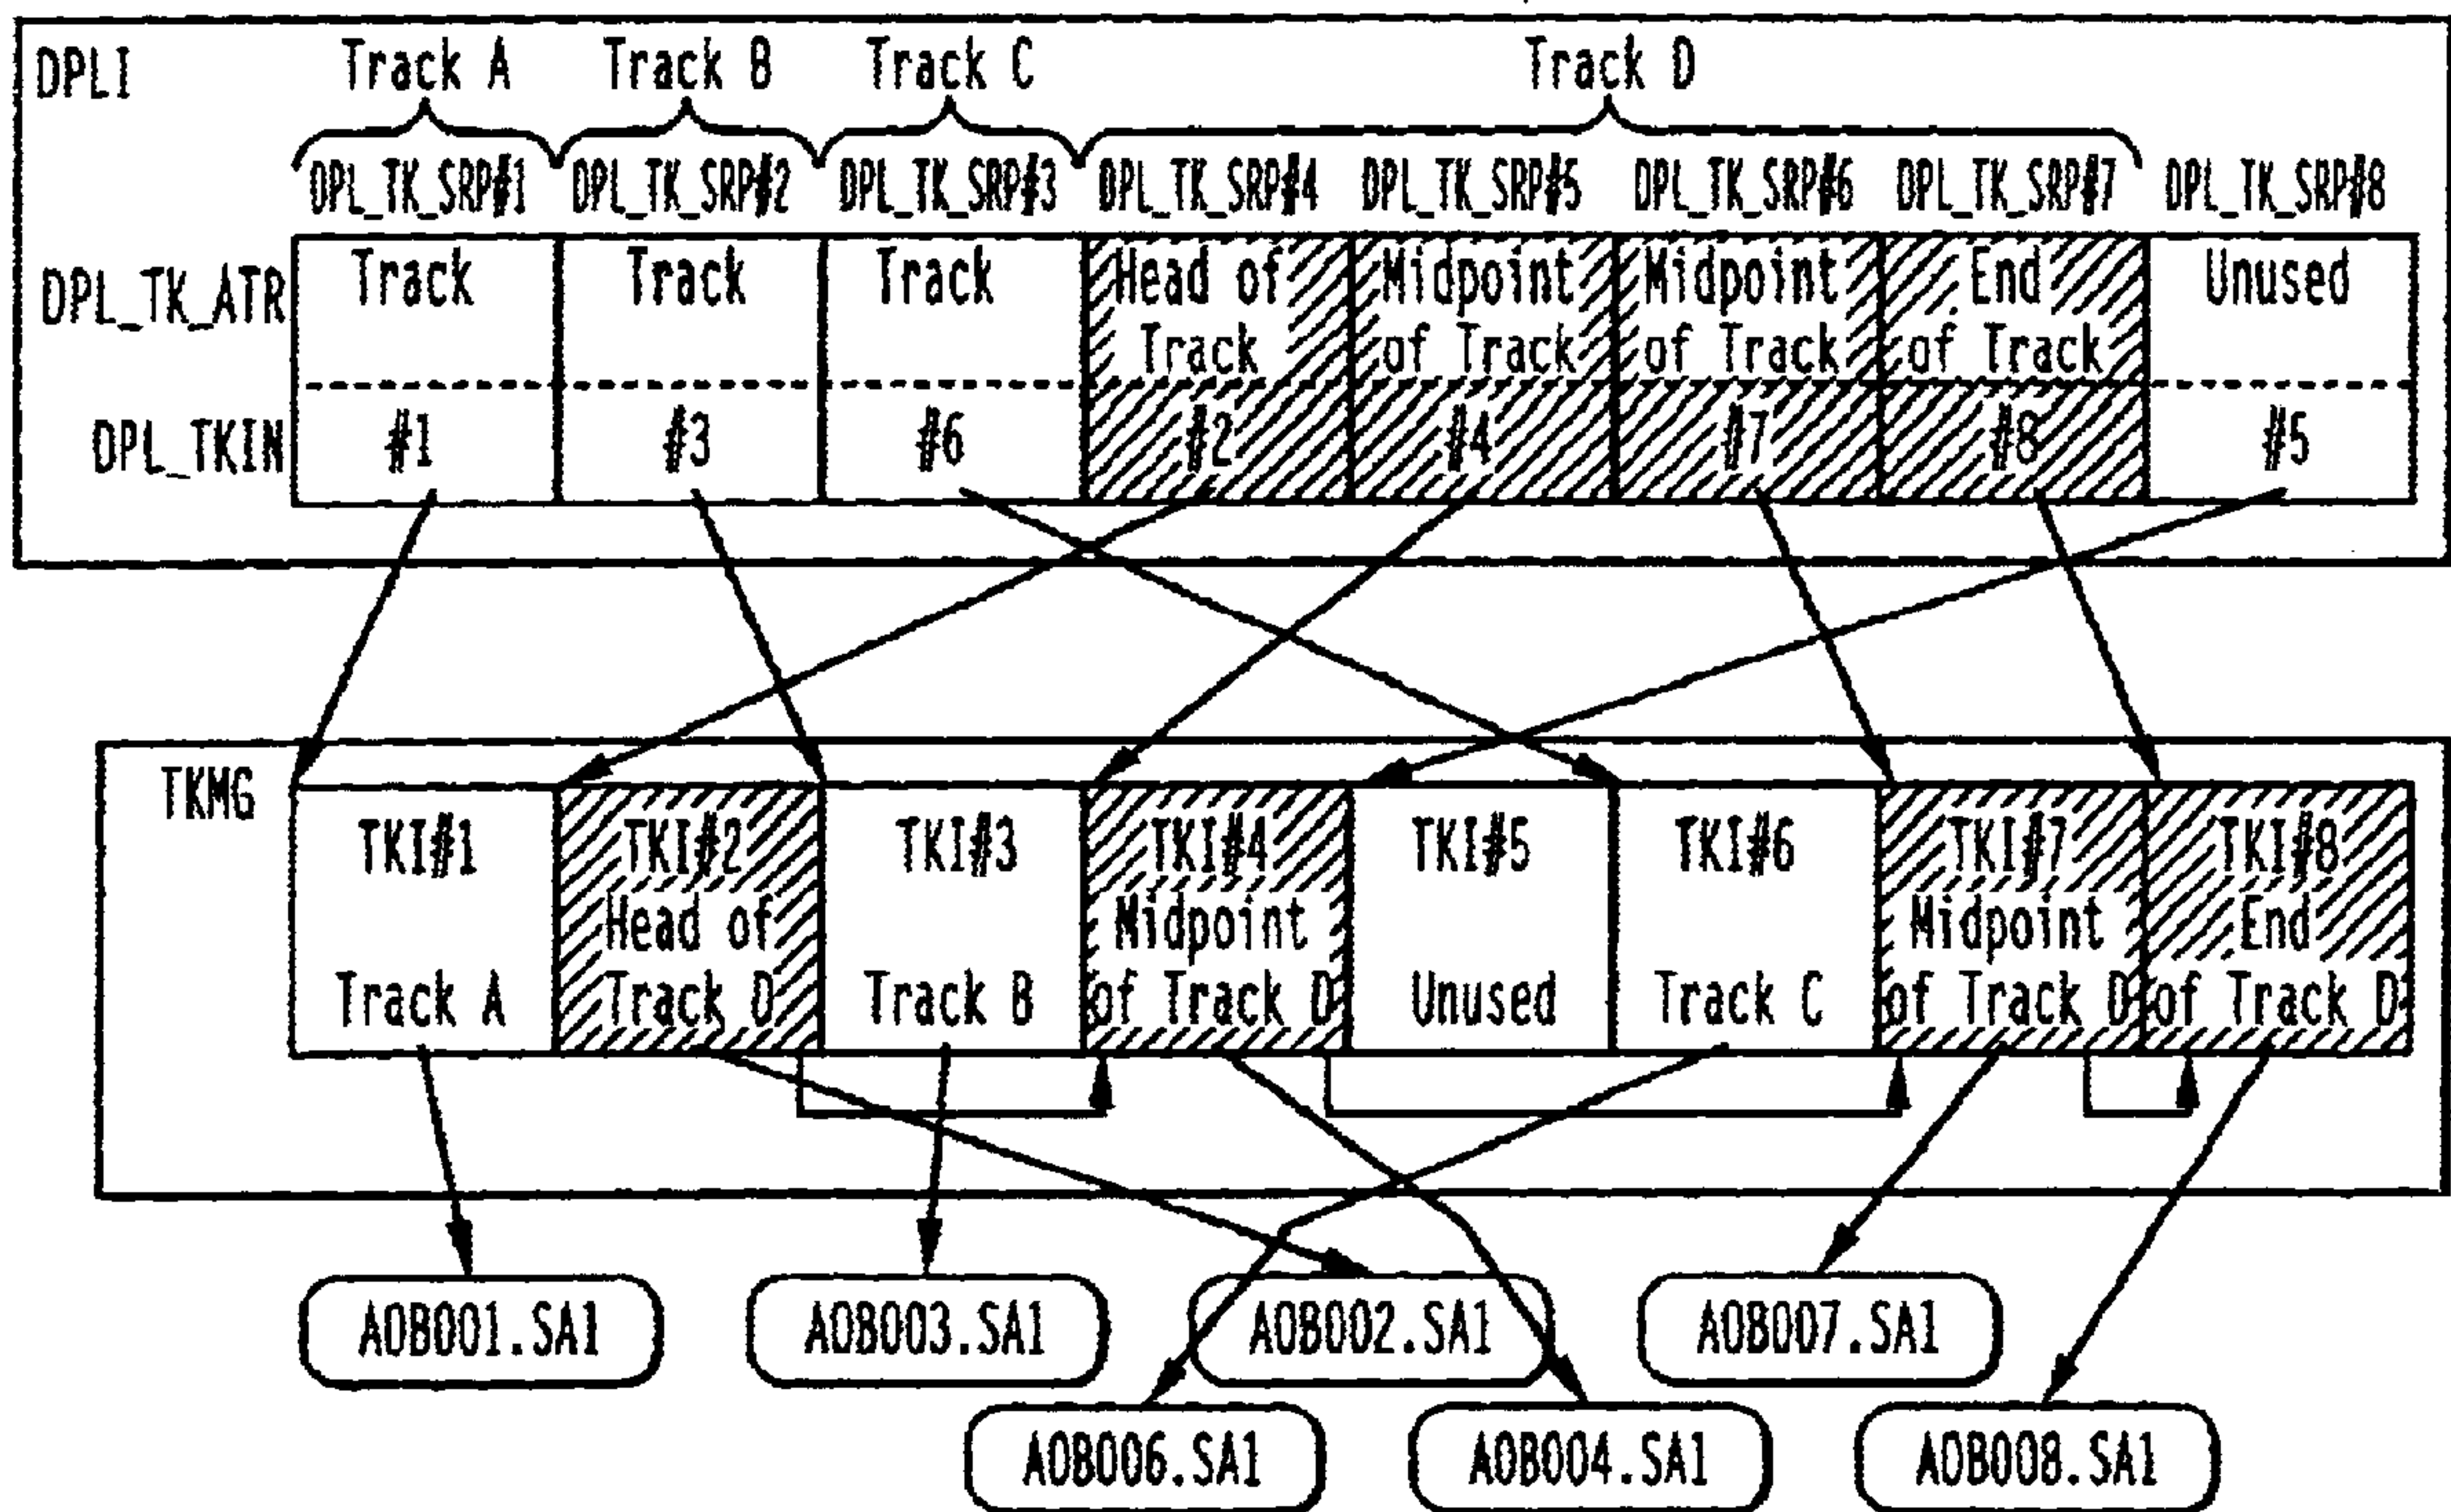 DPLI
Track A Track B Track C Track D
DPL_TK_SRP#1 DPL_TK_SRP#2 DPL_TK_SRP#3 DPL_TK_SRP#4 DPL_TK_SRP#5 DPL_TK_SRP#6 DPL_TK_SRP#7 DPL_TK_SRP#8
DPL_TK_ATR
Track
Track
Track
Head of
Track
Midpoint
of Track
Midpoint
of Track
End
of Track
Unused
DPL_TKIN #1 #3 #6 #2 #4 #7 #8 #5
TKMG
TKI#1
Track A
TKI#2
Head of
Track D
TKI#3
Track B
TKI#4
Midpoint
of Track D
TKI#5
Unused
TKI#6
Track C
TKI#7
Midpoint
of Track D
TKI#8
End
of Track D
AOB001.SA1 AOB003.SA1 AOB002.SA1 AOB007.SA1
AOB006.SA1 AOB004.SA1 AOB008.SA1